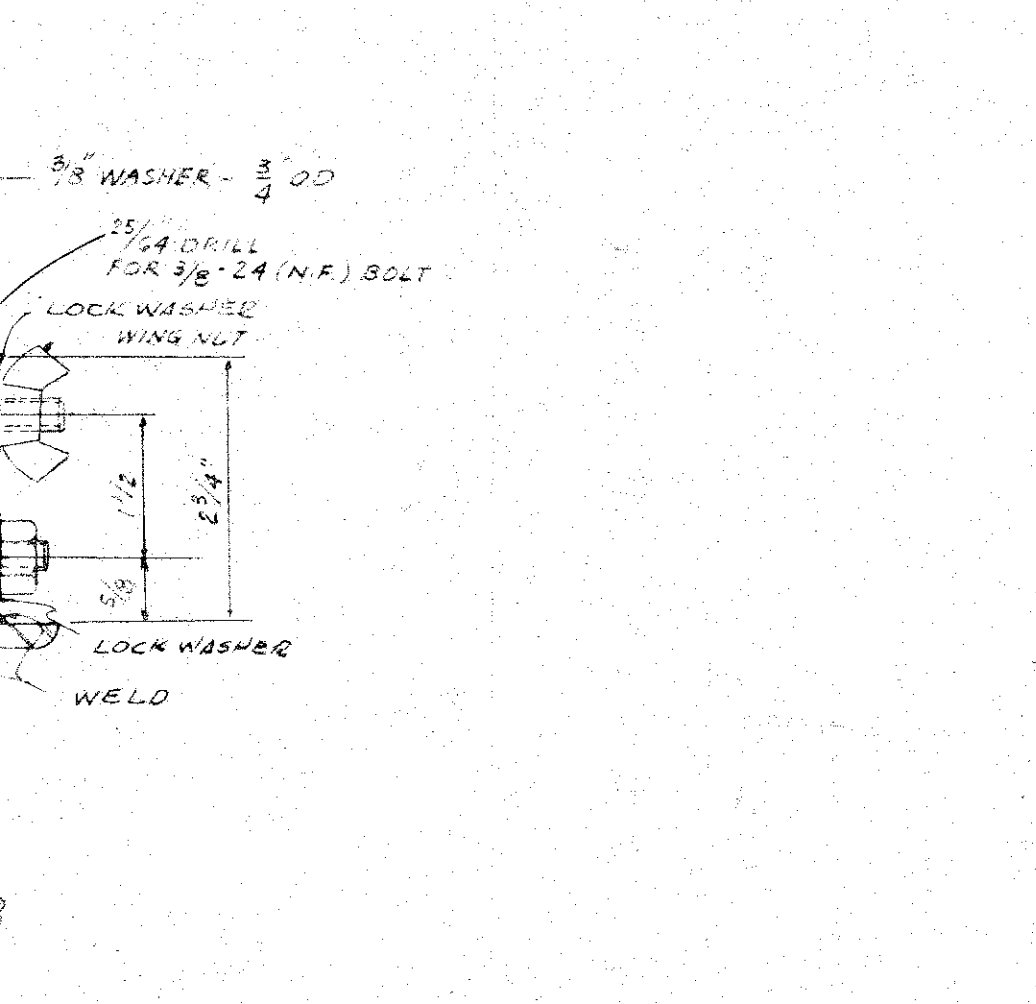 3/8" WASHER - 3/4" OD
25/64" DRILL
FOR 3/8-24 (N.F.) BOLT
LOCK WASHER
WING NUT
1 1/2
2 3/4"
5/8
LOCK WASHER
WELD